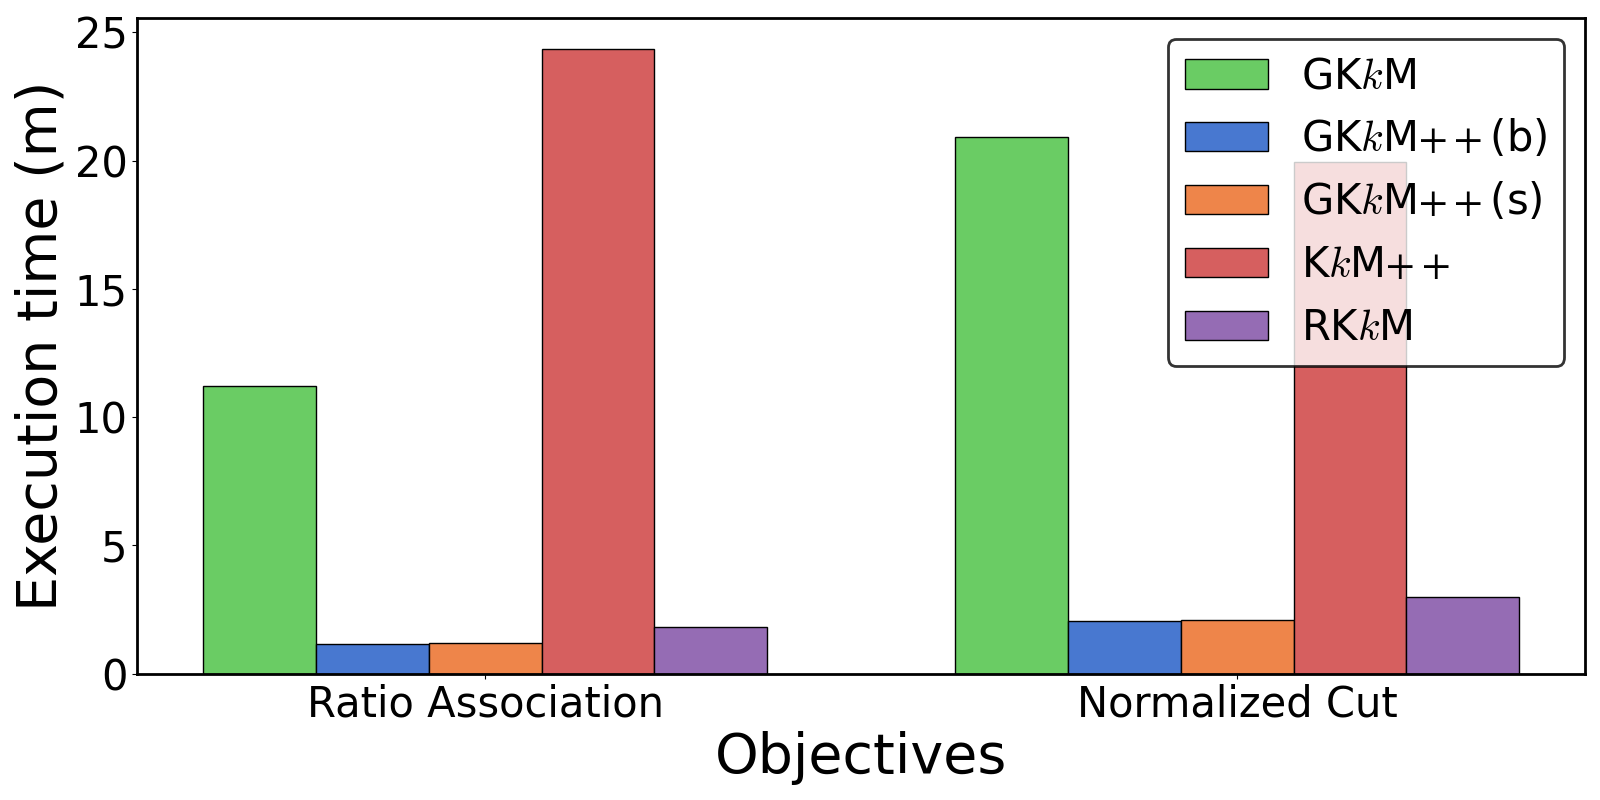 Execution time (m)
25
20
15
10
5
0
GKkM
GKkM++(b)
GKkM++(s)
KkM++
RKkM
Ratio Association
Normalized Cut
Objectives